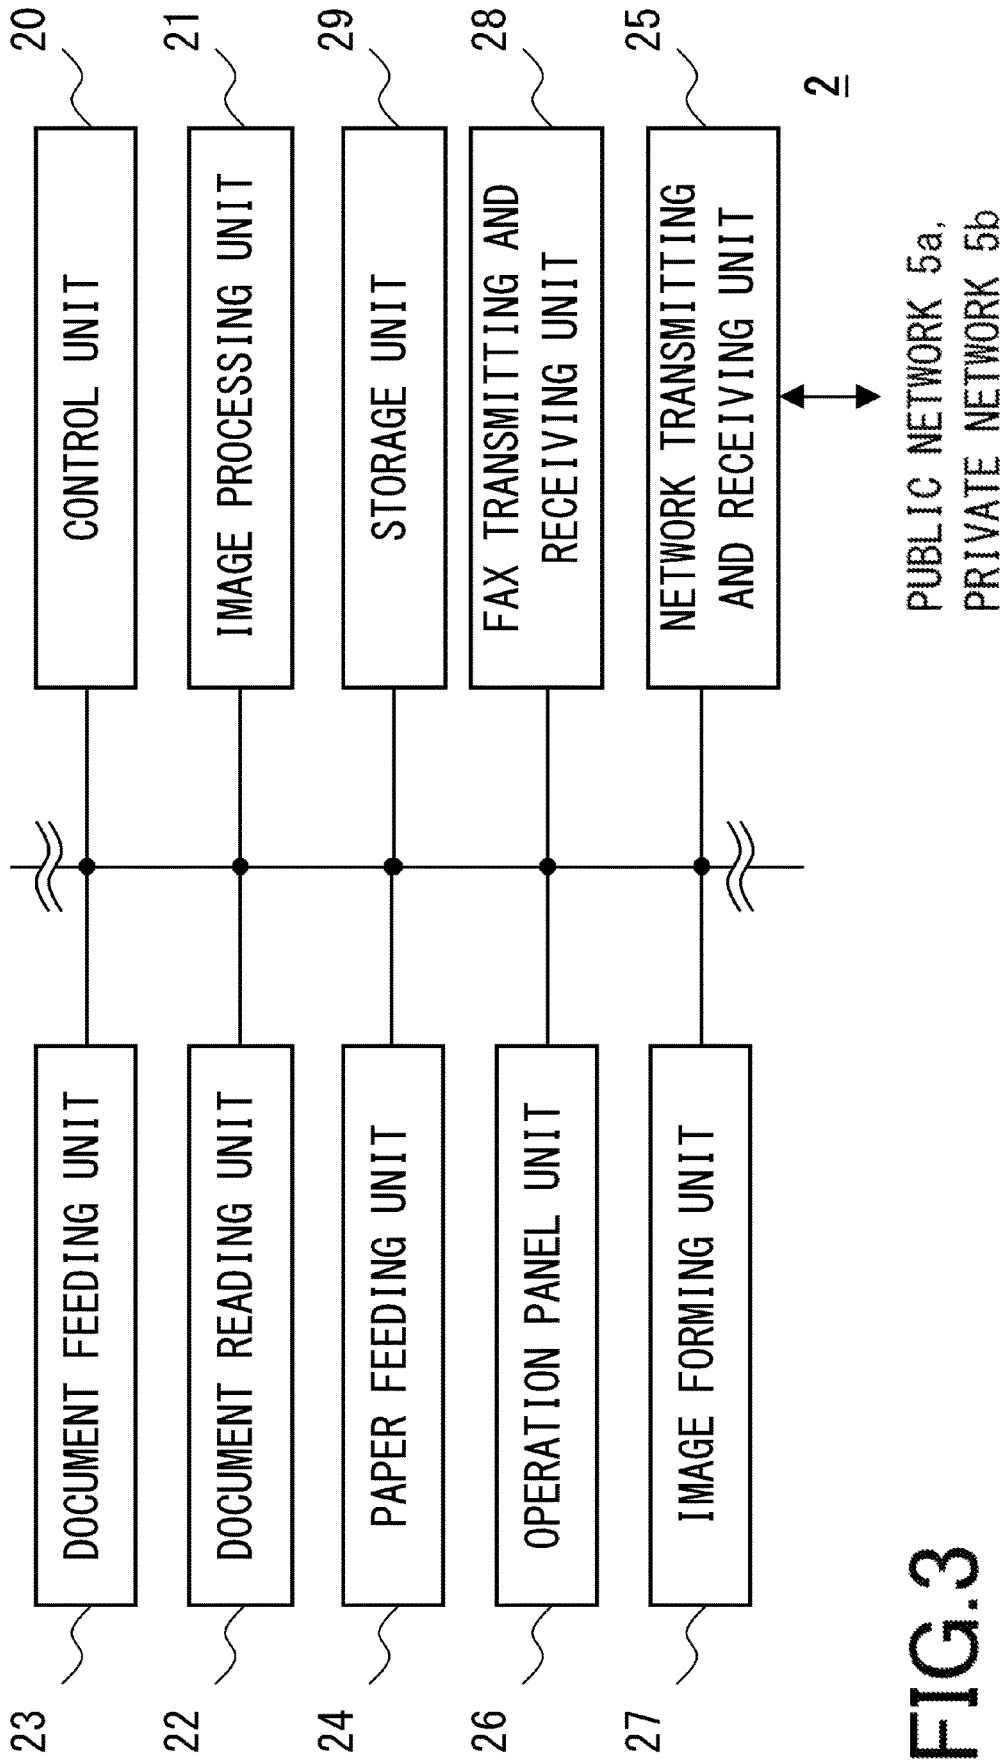 FIG.3
23
DOCUMENT FEEDING UNIT
22
DOCUMENT READING UNIT
24
PAPER FEEDING UNIT
26
OPERATION PANEL UNIT
27
IMAGE FORMING UNIT
20
CONTROL UNIT
21
IMAGE PROCESSING UNIT
29
STORAGE UNIT
28
FAX TRANSMITTING AND
RECEIVING UNIT
25
NETWORK TRANSMITTING
AND RECEIVING UNIT
2
PUBLIC NETWORK 5a,
PRIVATE NETWORK 5b